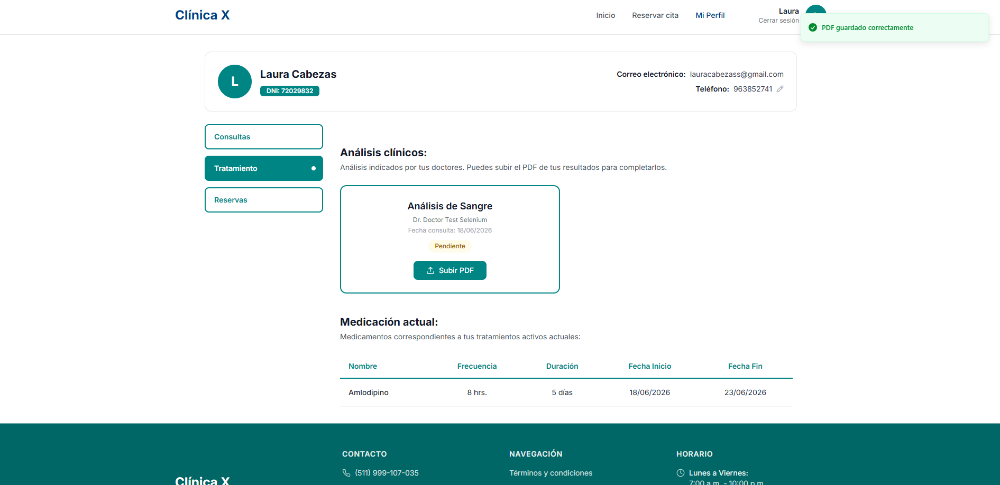 Clínica X
Inicio
Reservar cita
Mi Perfil
Laura
Cerrar sesión
PDF guardado correctamente
L
Laura Cabezas
DNI: 72029832
Correo electrónico: lauracabezass@gmail.com
Teléfono: 963852741
Consultas
Tratamiento
Reservas
Análisis clínicos:
Análisis indicados por tus doctores. Puedes subir el PDF de tus resultados para completarlos.
Análisis de Sangre
Dr. Doctor Test Selenium
Fecha consulta: 18/06/2026
Pendiente
Subir PDF
Medicación actual:
Medicamentos correspondientes a tus tratamientos activos actuales:
Nombre Frecuencia Duración Fecha Inicio Fecha Fin
Amlodipino 8 hrs. 5 días 18/06/2026 23/06/2026
Clínica X
CONTACTO
(511) 999-107-035
NAVEGACIÓN
Términos y condiciones
HORARIO
Lunes a Viernes:
7:00 a.m. - 10:00 p.m.